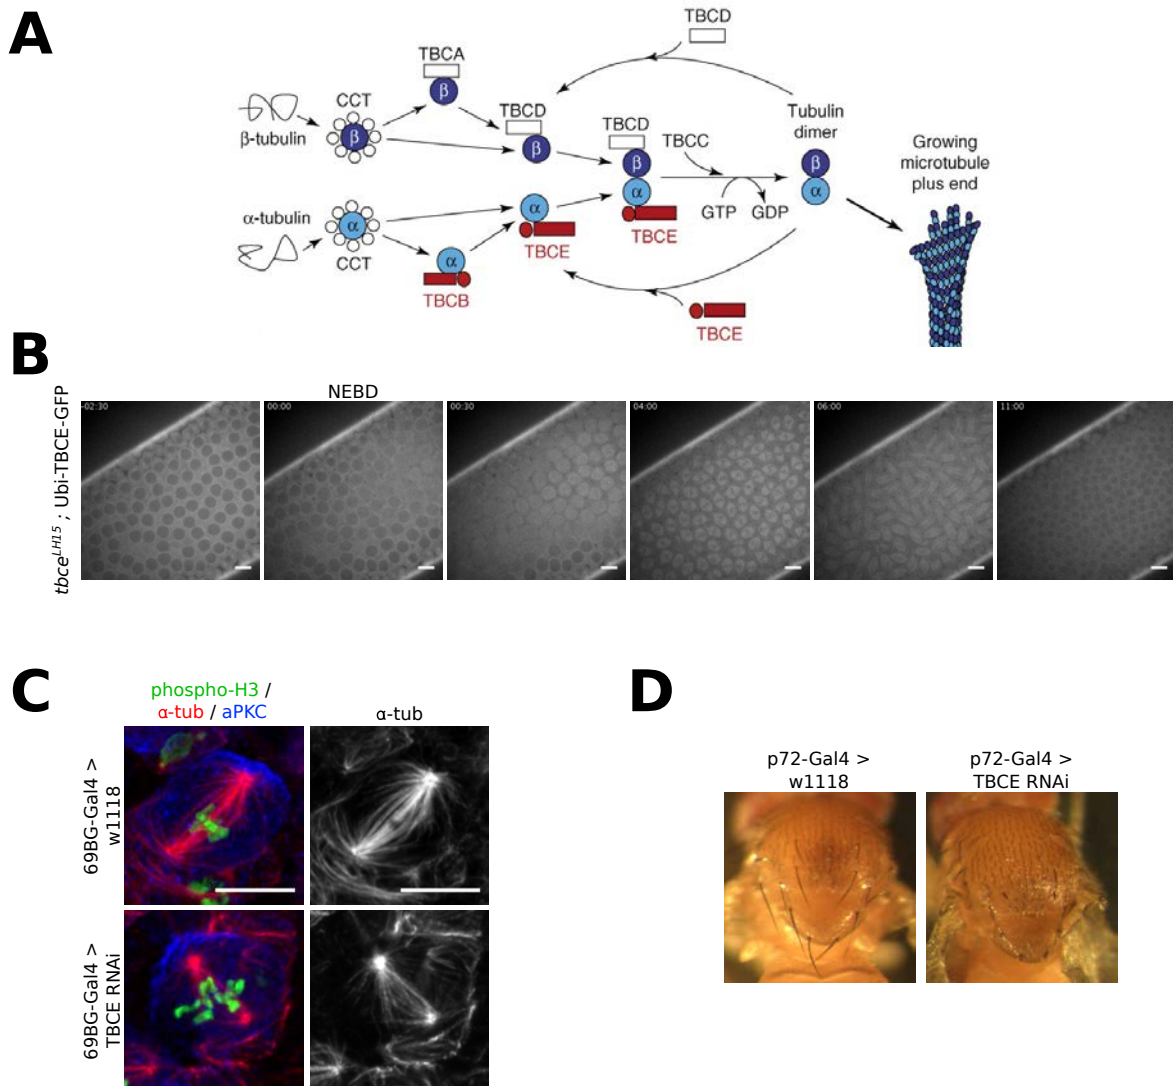 A
TBCD
TBCA
β
CCT
TBCD
β-tubulin
β
β
TBCD
β
TBCC
Tubulin
dimer
β
α
Growing
microtubule
plus end
α-tubulin
α
CCT
α
TBCE
α
TBCE
GTP
GDP
α
TBCB
TBCE
B
NEBD
tbce^LH15 ; Ubi-TBCE-GFP
-02:30
00:00
00:30
04:00
06:00
11:00
C
phospho-H3 /
α-tub / aPKC
α-tub
69BG-Gal4 >
w1118
69BG-Gal4 >
TBCE RNAi
D
p72-Gal4 >
w1118
p72-Gal4 >
TBCE RNAi